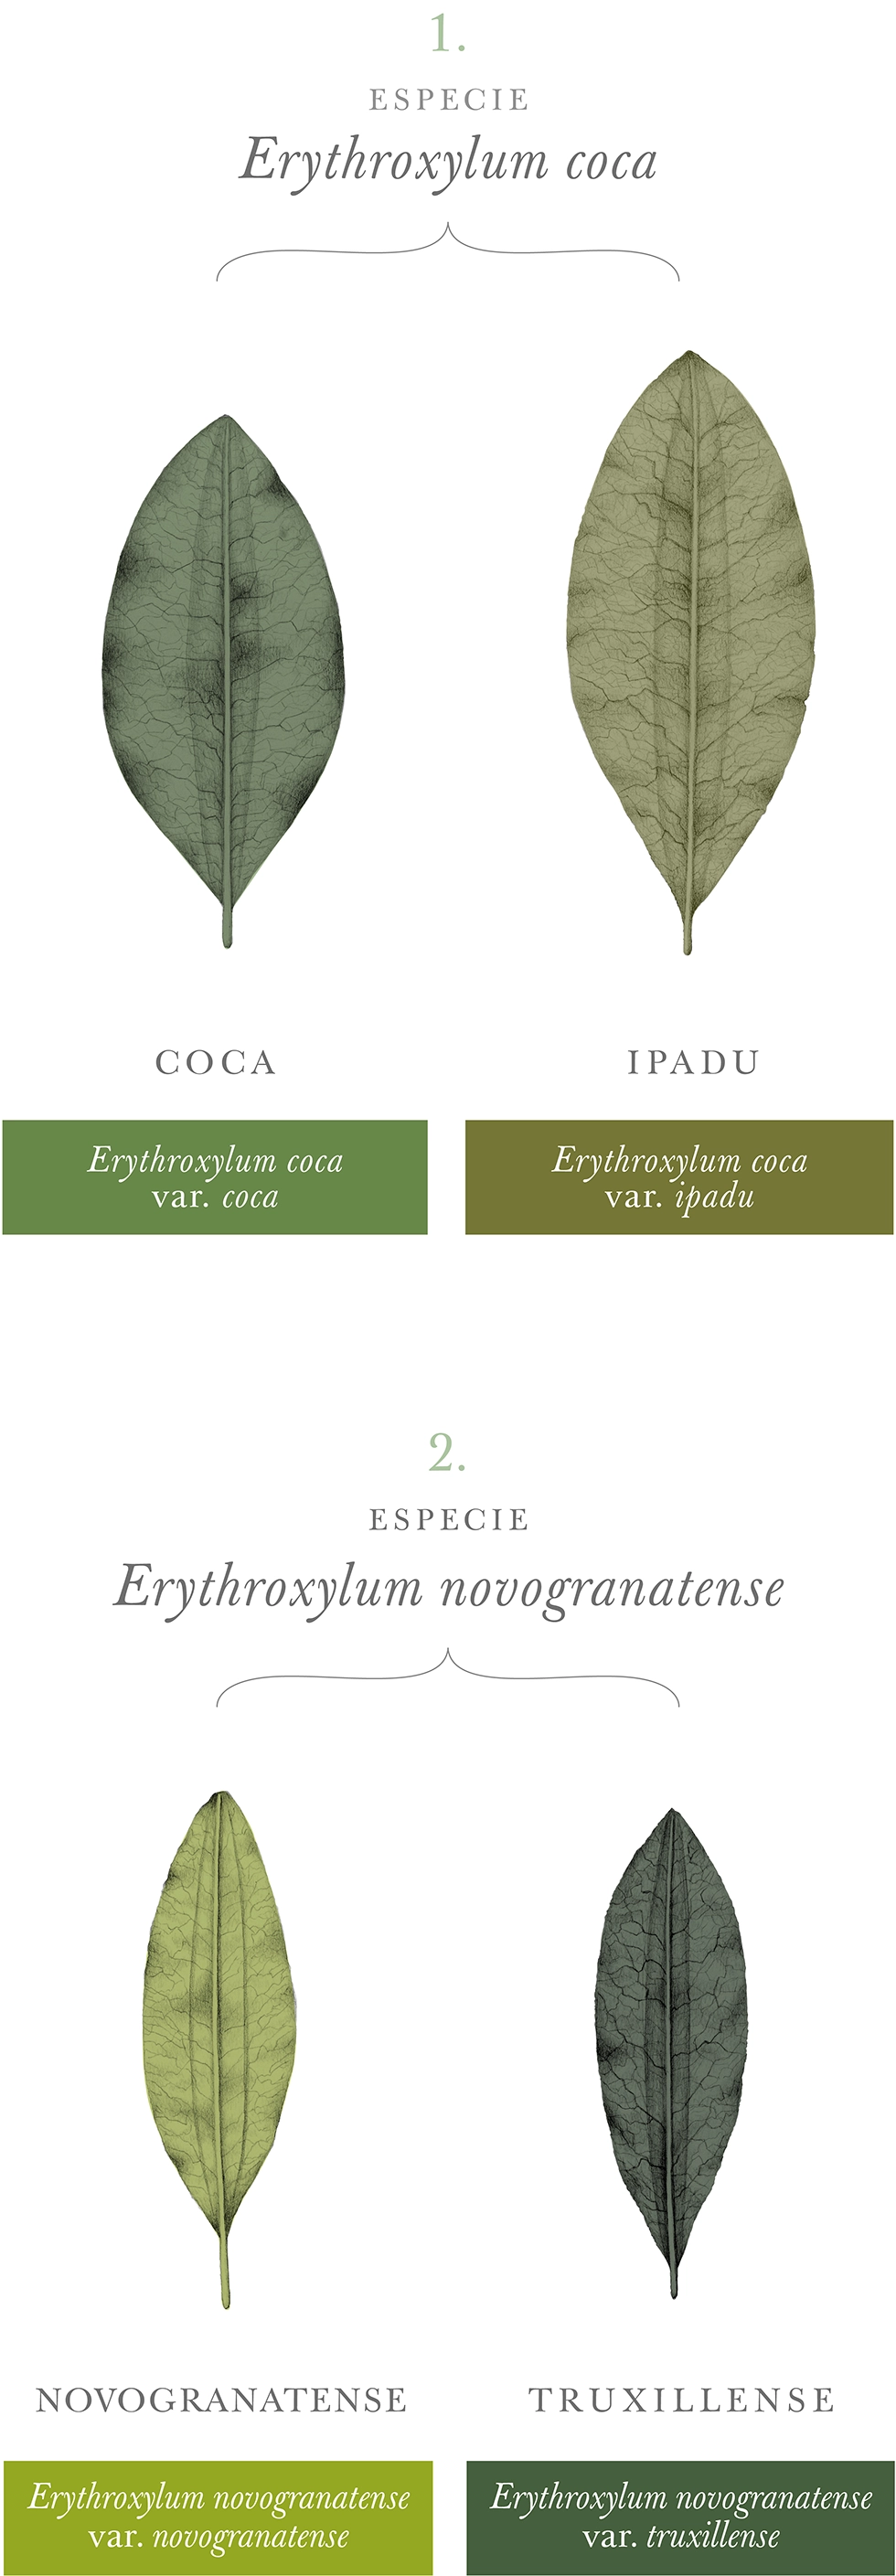 1.
ESPECIE
Erythroxylum coca
COCA
IPADU
Erythroxylum coca
var. coca
Erythroxylum coca
var. ipadu
2.
ESPECIE
Erythroxylum novogranatense
NOVOGRANATENSE
TRUXILLENSE
Erythroxylum novogranatense
var. novogranatense
Erythroxylum novogranatense
var. truxillense